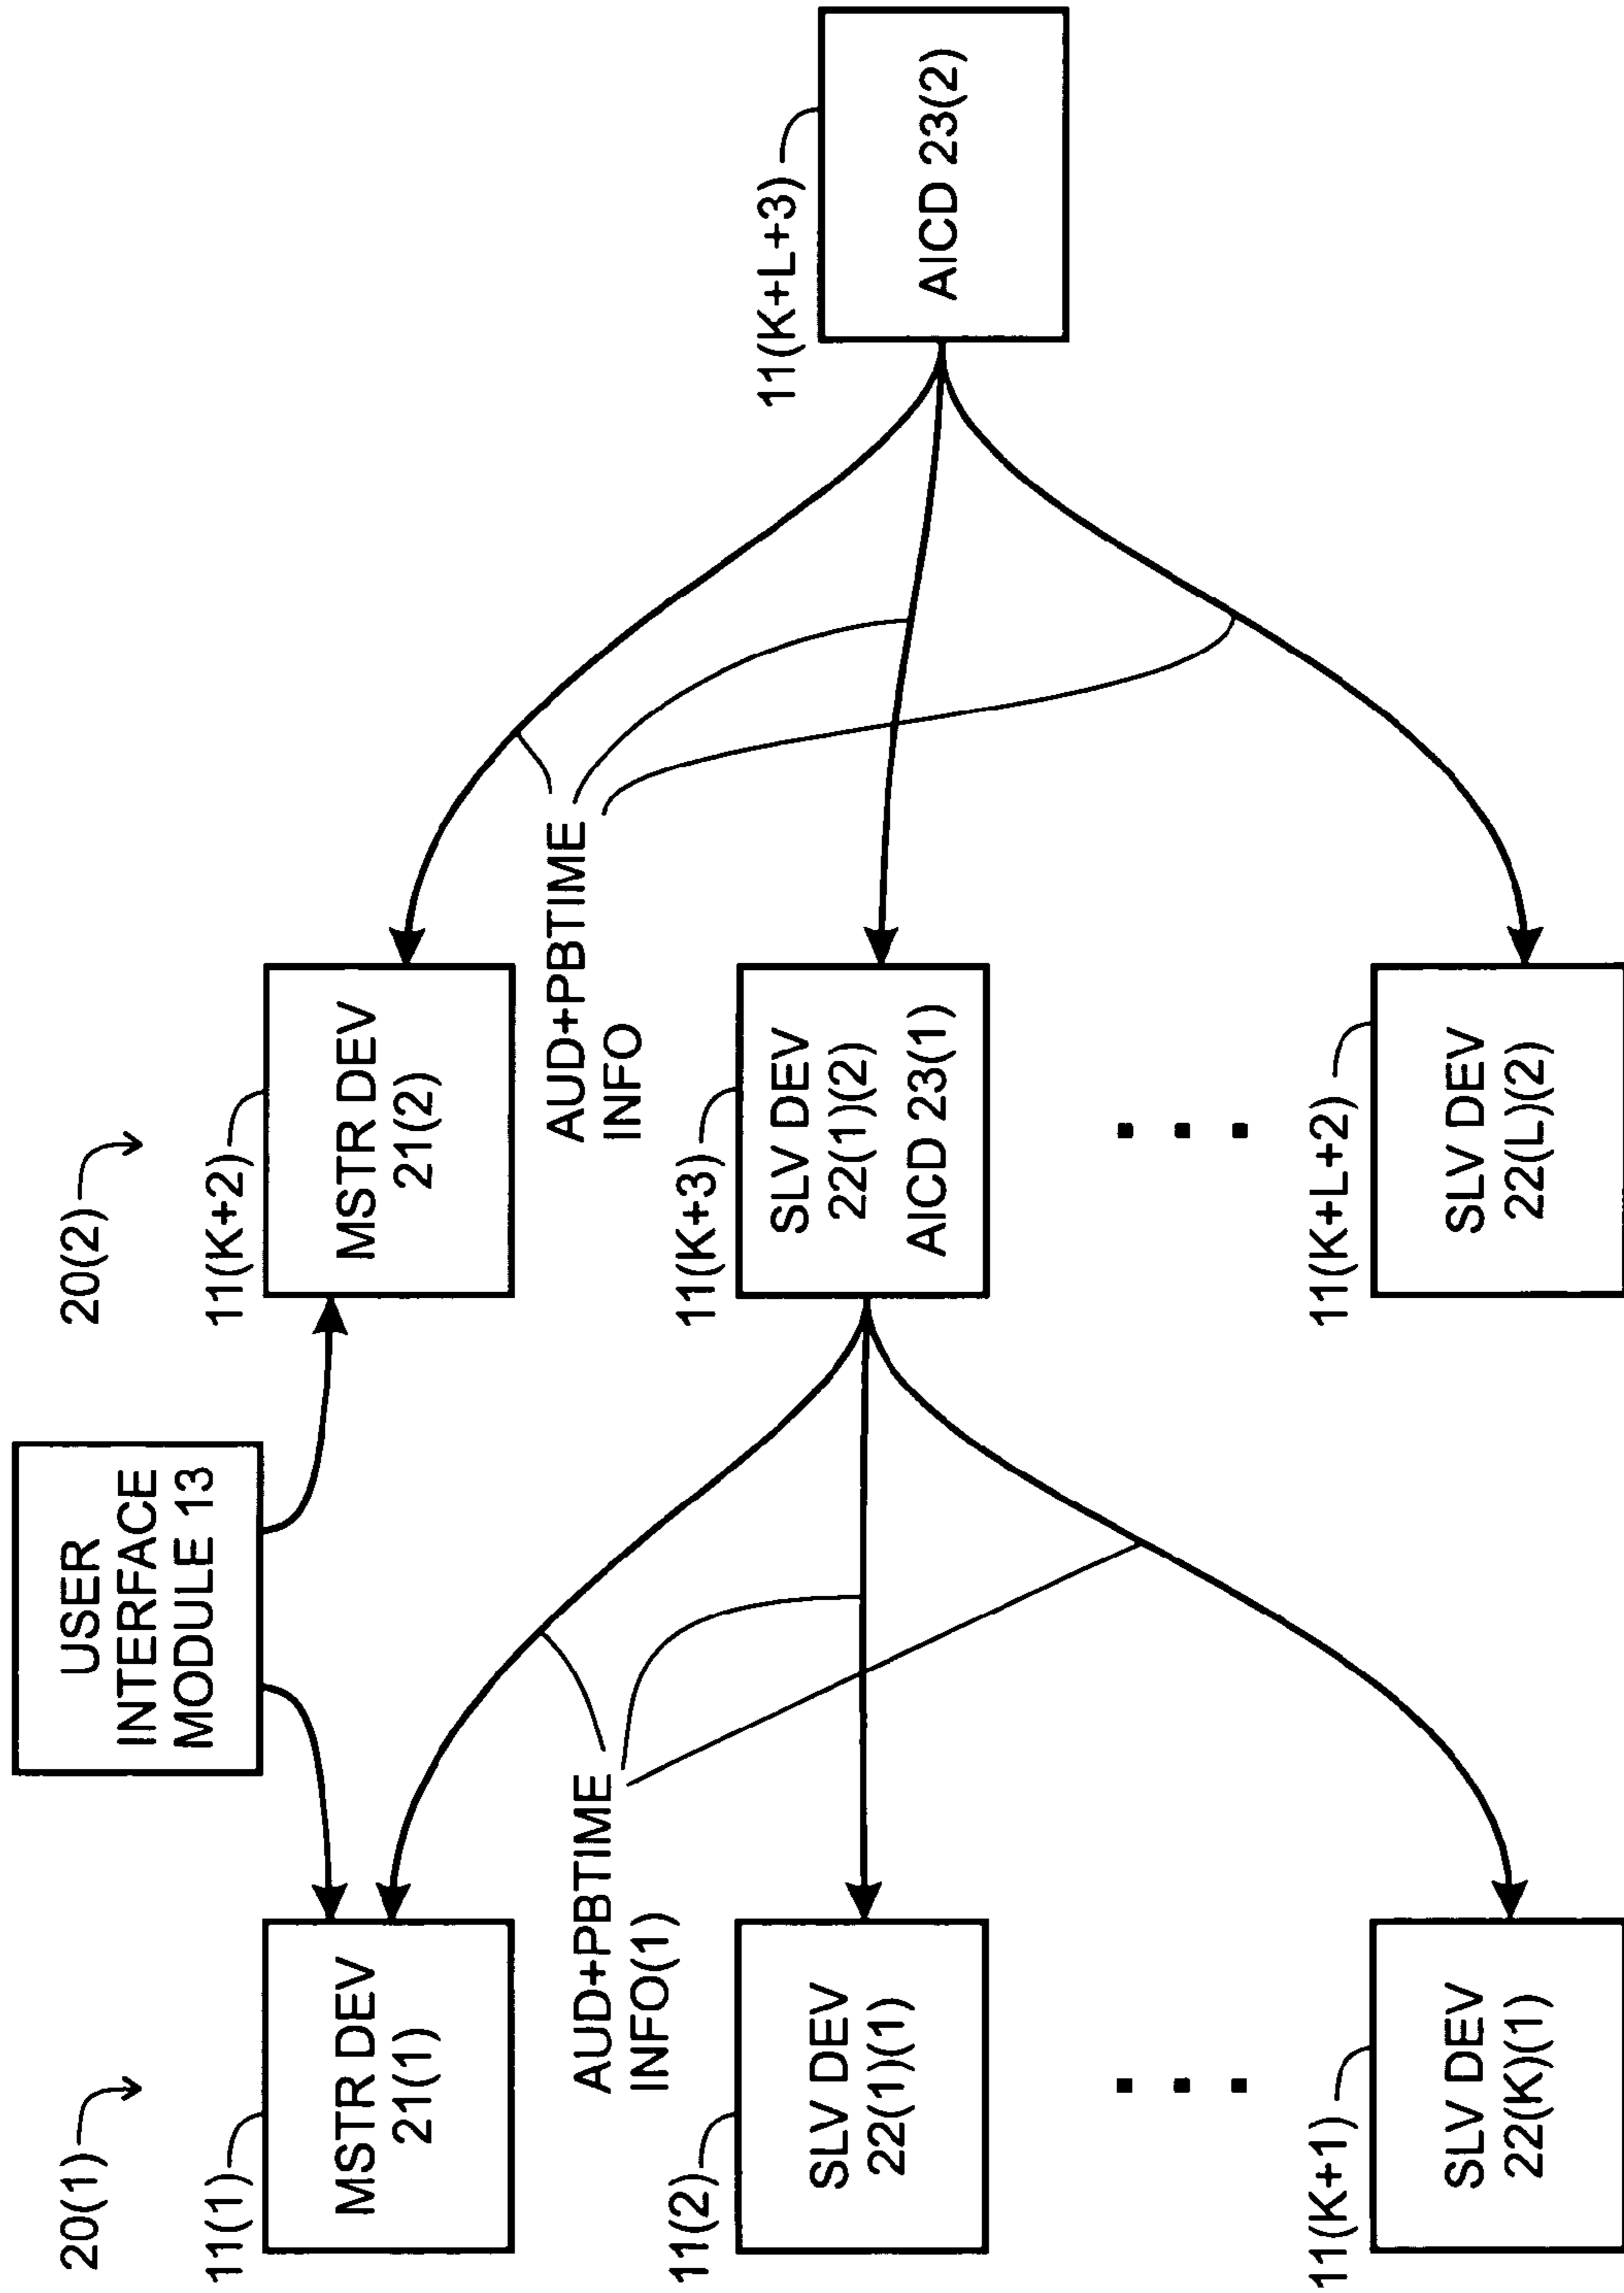 USER
INTERFACE
MODULE 13
20(1)
20(2)
11(1)
MSTR DEV
21(1)
11(K+2)
MSTR DEV
21(2)
AUD+PBTIME
INFO(1)
AUD+PBTIME
INFO
11(2)
SLV DEV
22(1)(1)
11(K+3)
SLV DEV
22(1)(2)
AICD 23(1)
11(K+L+3)
AICD 23(2)
11(K+1)
SLV DEV
22(K)(1)
11(K+L+2)
SLV DEV
22(L)(2)